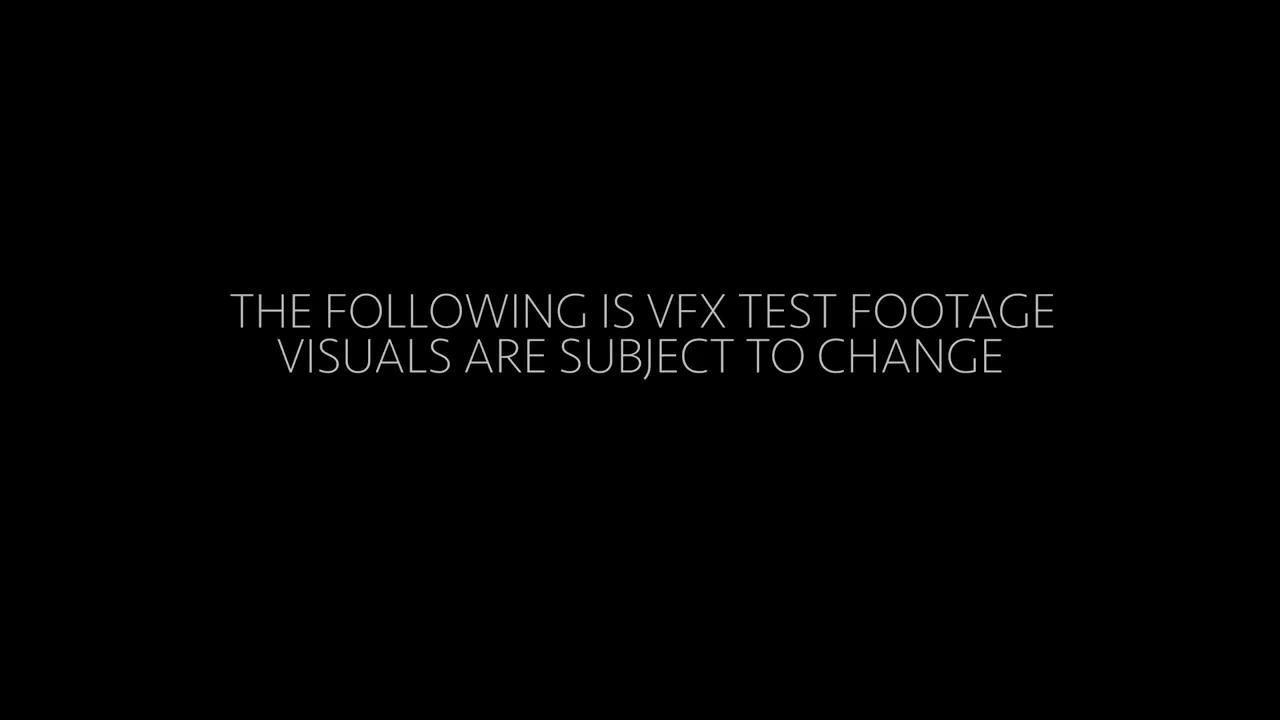 THE FOLLOWING IS VFX TEST FOOTAGE
VISUALS ARE SUBJECT TO CHANGE